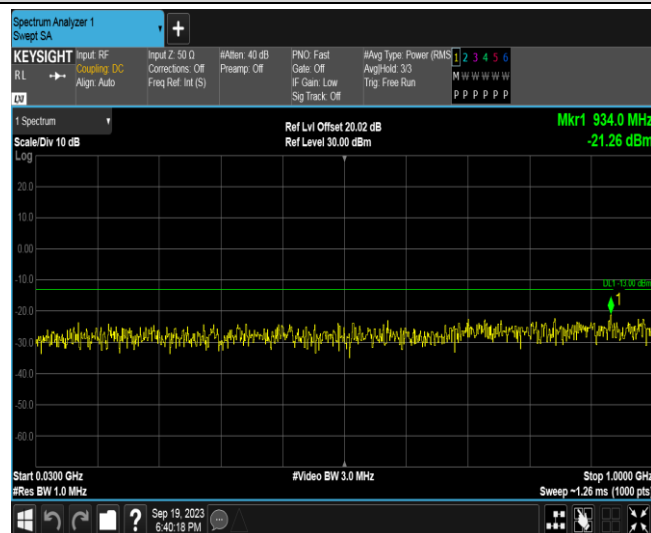 Spectrum Analyzer 1
Swept SA
+
KEYSIGHT Input: RF Input Z: 50 Ω #Atten: 40 dB PNO: Fast #Avg Type: Power (RMS 1 2 3 4 5 6
RL Coupling: DC Corrections: Off Preamp: Off Gate: Off Avg|Hold: 3/3 M W W W W W
Align: Auto Freq Ref: Int (S) IF Gain: Low Trig: Free Run
Sig Track: Off P P P P P P
LXI
1 Spectrum Ref Lvl Offset 20.02 dB Mkr1 934.0 MHz
Scale/Div 10 dB Ref Level 30.00 dBm -21.26 dBm
Log
20.0
10.0
0.00
-10.0
DL1 -13.00 dBm
1
-20.0
-30.0
-40.0
-50.0
-60.0
Start 0.0300 GHz #Video BW 3.0 MHz Stop 1.0000 GHz
#Res BW 1.0 MHz Sweep ~1.26 ms (1000 pts)
? Sep 19, 2023
6:40:18 PM